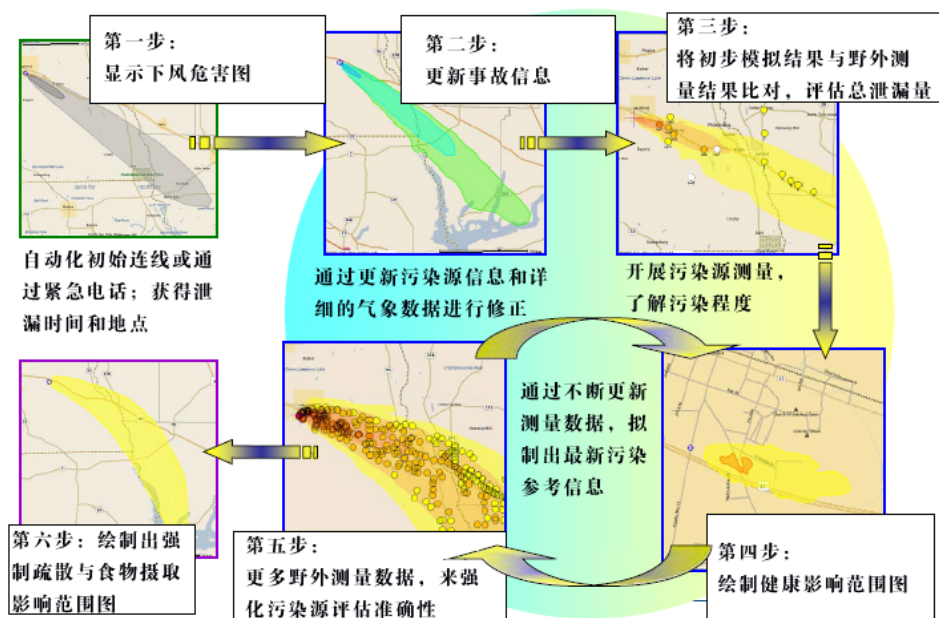 第一步：
显示下风危害图
第二步：
更新事故信息
第三步：
将初步模拟结果与野外测
量结果比对，评估总泄漏量
自动化初始连线或通
过紧急电话；获得泄
漏时间和地点
通过更新污染源信息和详
细的气象数据进行修正
开展污染源测量，
了解污染程度
通过不断更新
测量数据，拟
制出最新污染
参考信息
第六步：绘制出强
制疏散与食物摄取
影响范围图
第五步：
更多野外测量数据，来强
化污染源评估准确性
第四步：
绘制健康影响范围图